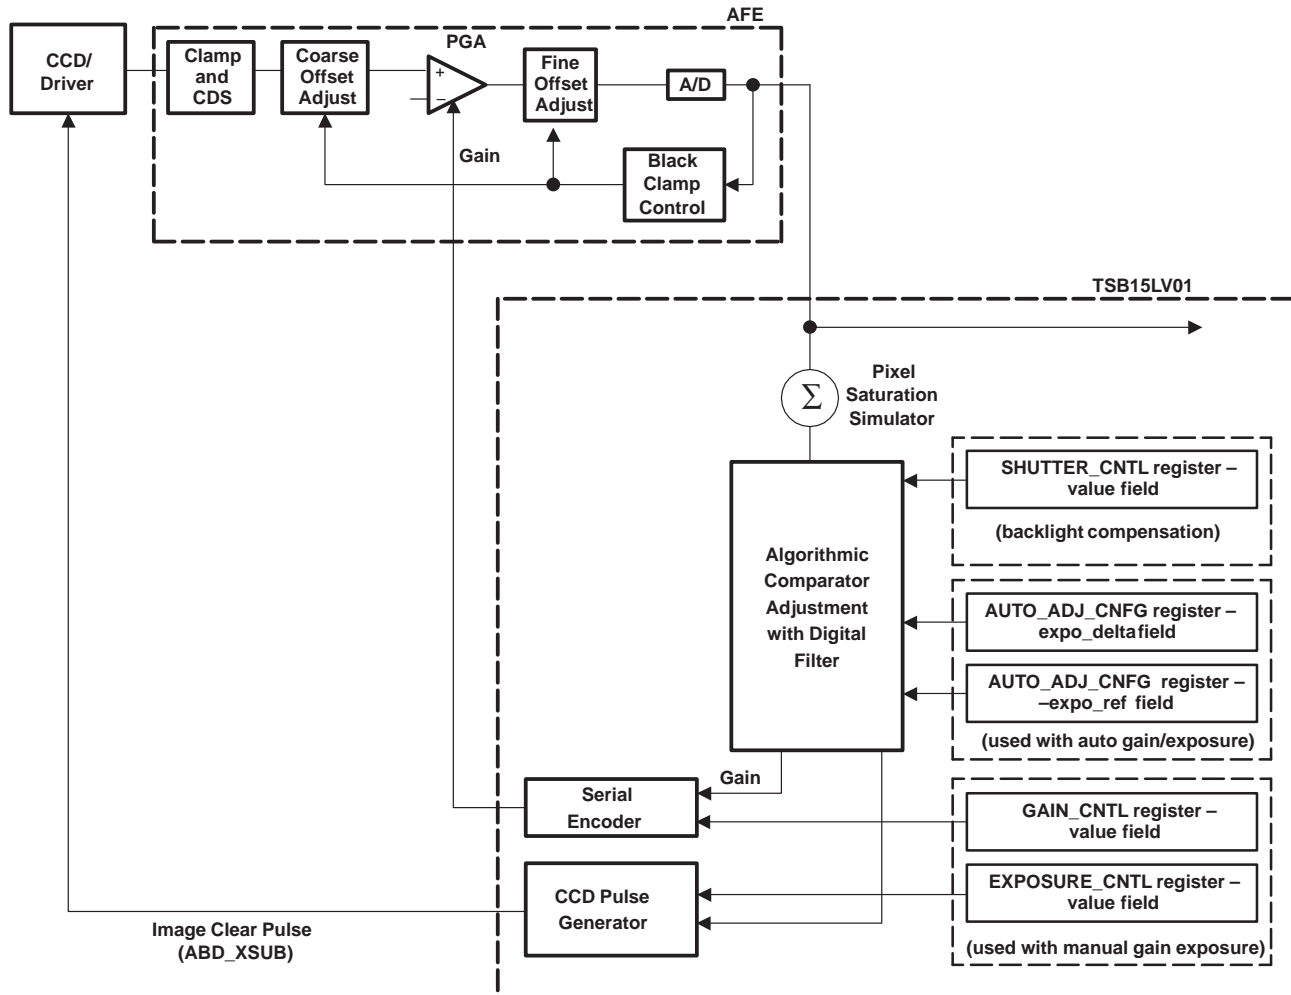 AFE
CCD/
Driver
Clamp
and
CDS
Coarse
Offset
Adjust
PGA
+
−
Fine
Offset
Adjust
A/D
Gain
Black
Clamp
Control
TSB15LV01
Σ
Pixel
Saturation
Simulator
Algorithmic
Comparator
Adjustment
with Digital
Filter
SHUTTER_CNTL register –
value field
(backlight compensation)
AUTO_ADJ_CNFG register –
expo_delta field
AUTO_ADJ_CNFG register –
–expo_ref field
(used with auto gain/exposure)
Gain
Serial
Encoder
GAIN_CNTL register –
value field
CCD Pulse
Generator
EXPOSURE_CNTL register –
value field
(used with manual gain exposure)
Image Clear Pulse
(ABD_XSUB)